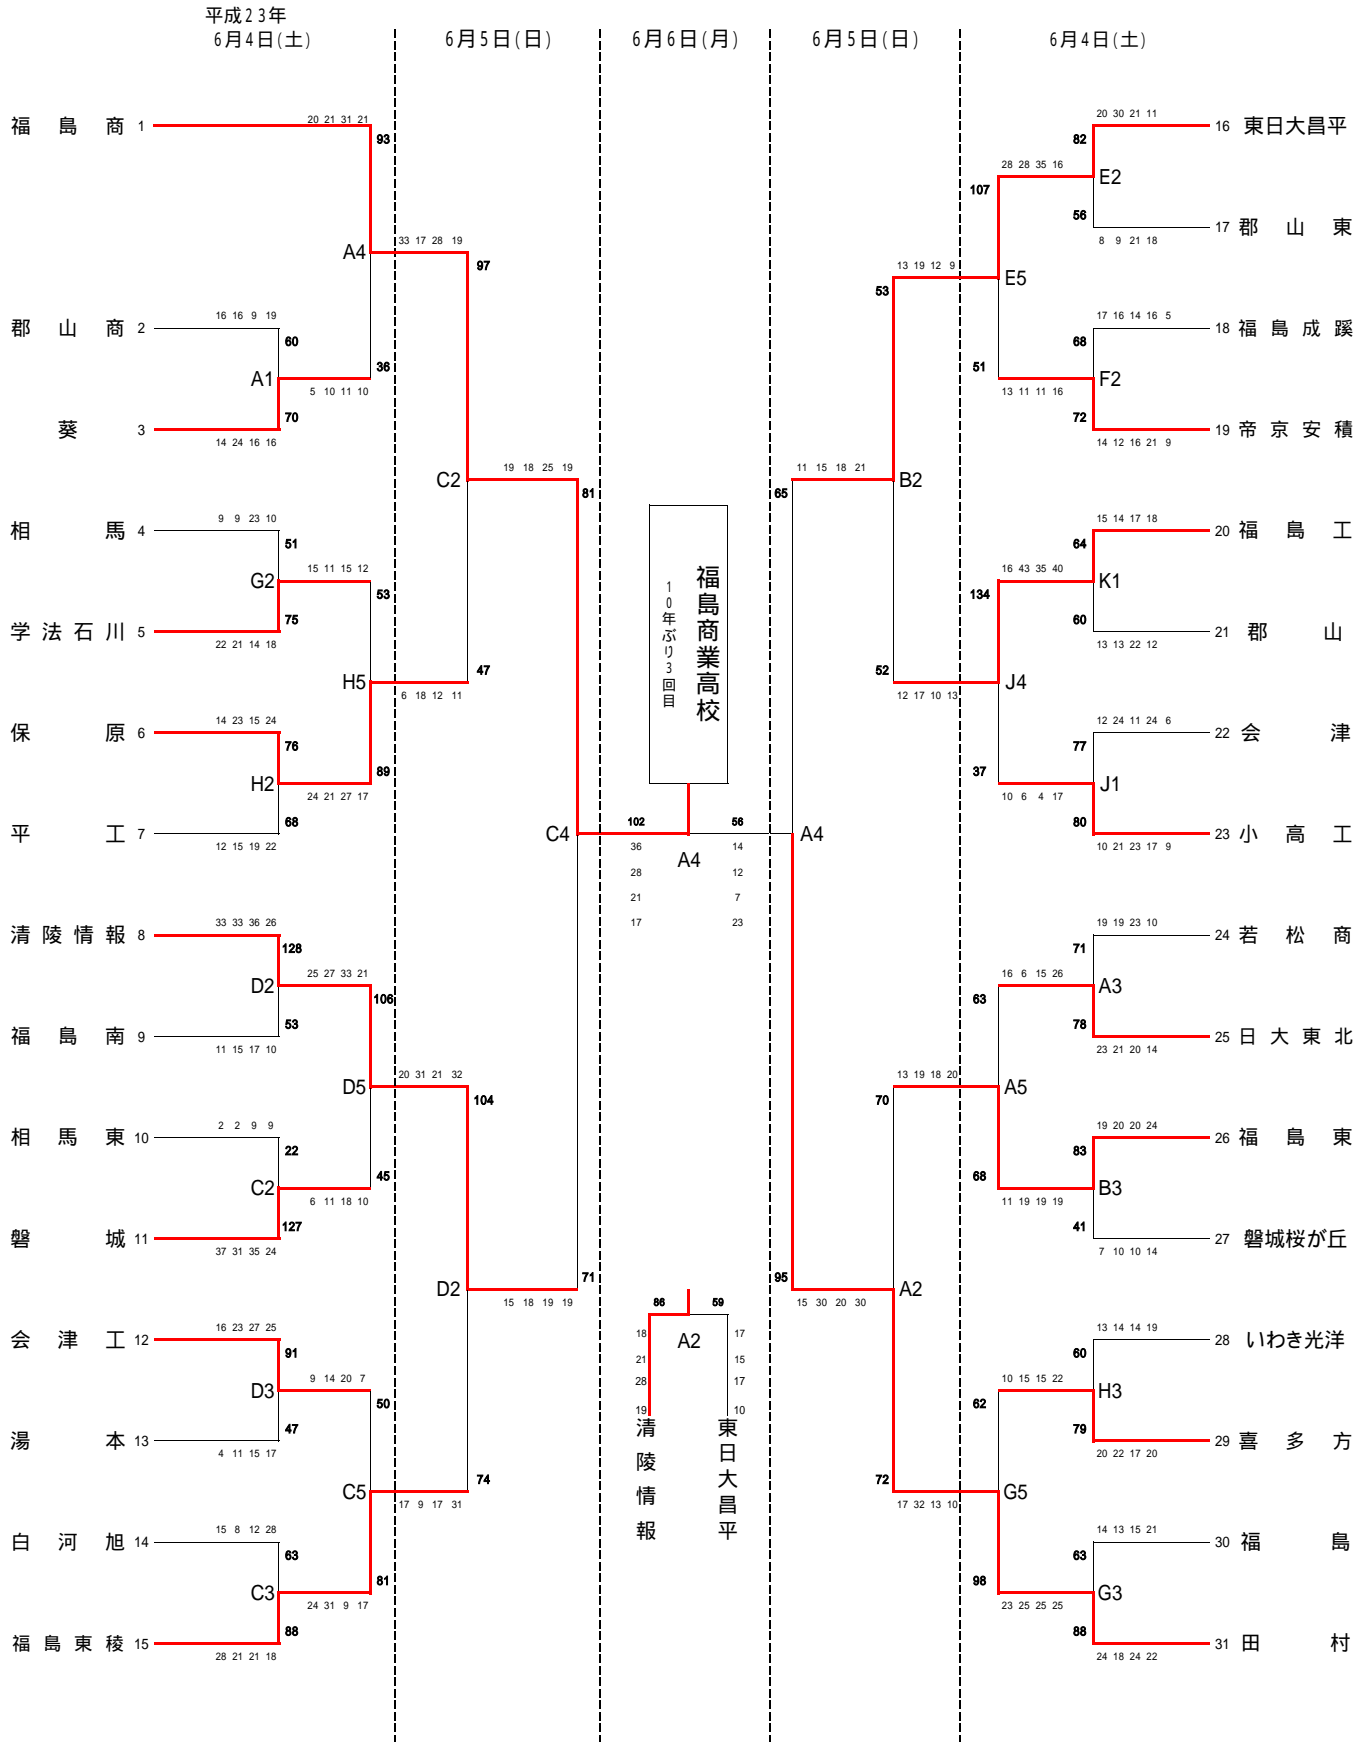 平成23年
6月4日(土)
6月5日(日)
6月6日(月)
6月5日(日)
6月4日(土)
福島商 1
20 21 31 21
93
A4
郡山商 2
16 16 9 19
60
A1
36
5 10 11 10
70
葵 3
14 24 16 16
33 17 28 19
97
C2
相馬 4
9 9 23 10
51
G2
15 11 15 12
53
75
学法石川 5
22 21 14 18
H5
47
6 18 12 11
保原 6
14 23 15 24
76
H2
89
24 21 27 17
68
平工 7
12 15 19 22
19 18 25 19
81
C4
清陵情報 8
33 33 36 26
128
D2
25 27 33 21
106
53
福島南 9
11 15 17 10
D5
20 31 21 32
104
相馬東 10
2 2 9 9
22
C2
45
6 11 18 10
127
磐城 11
37 31 35 24
D2
71
15 18 19 19
会津工 12
16 23 27 25
91
D3
9 14 20 7
50
47
湯本 13
4 11 15 17
C5
74
17 9 17 31
白河旭 14
15 8 12 28
63
C3
81
24 31 9 17
88
福島東稜 15
28 21 21 18
福島商業高校
10年ぶり3回目
102
56
A4
36
28
21
17
14
12
7
23
86
59
A2
18
21
28
19
17
15
17
10
清陵情報
東日大昌平
20 30 21 11
16 東日大昌平
82
E2
28 28 35 16
107
56
17 郡山東
8 9 21 18
E5
13 19 12 9
53
17 16 14 16 5
18 福島成蹊
68
F2
51
13 11 11 16
72
19 帝京安積
14 12 16 21 9
B2
11 15 18 21
65
15 14 17 18
20 福島工
64
K1
16 43 35 40
134
60
21 郡山
13 13 22 12
J4
52
12 17 10 13
12 24 11 24 6
22 会津
77
J1
37
10 6 4 17
80
23 小高工
10 21 23 17 9
A4
19 19 23 10
24 若松商
71
A3
16 6 15 26
63
78
25 日大東北
23 21 20 14
A5
13 19 18 20
70
19 20 20 24
26 福島東
83
B3
68
11 19 19 19
41
27 磐城桜が丘
7 10 10 14
A2
95
15 30 20 30
13 14 14 19
28 いわき光洋
60
H3
10 15 15 22
62
79
29 喜多方
20 22 17 20
G5
72
17 32 13 10
14 13 15 21
30 福島
63
G3
98
23 25 25 25
88
31 田村
24 18 24 22